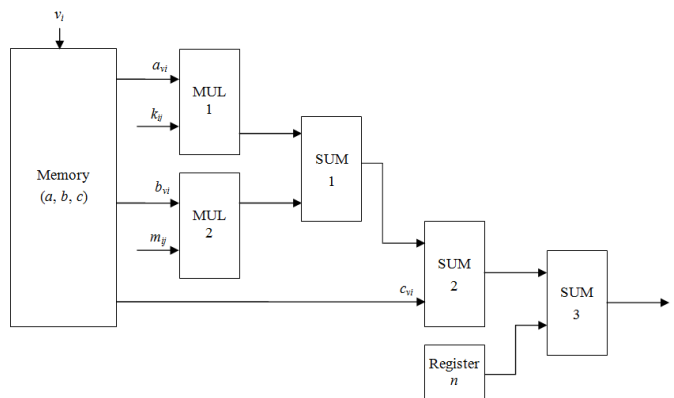 v_i
a_vi
MUL
1
k_ij
SUM
1
Memory
(a, b, c)
b_vi
MUL
2
m_ij
SUM
2
c_vi
SUM
3
Register
n